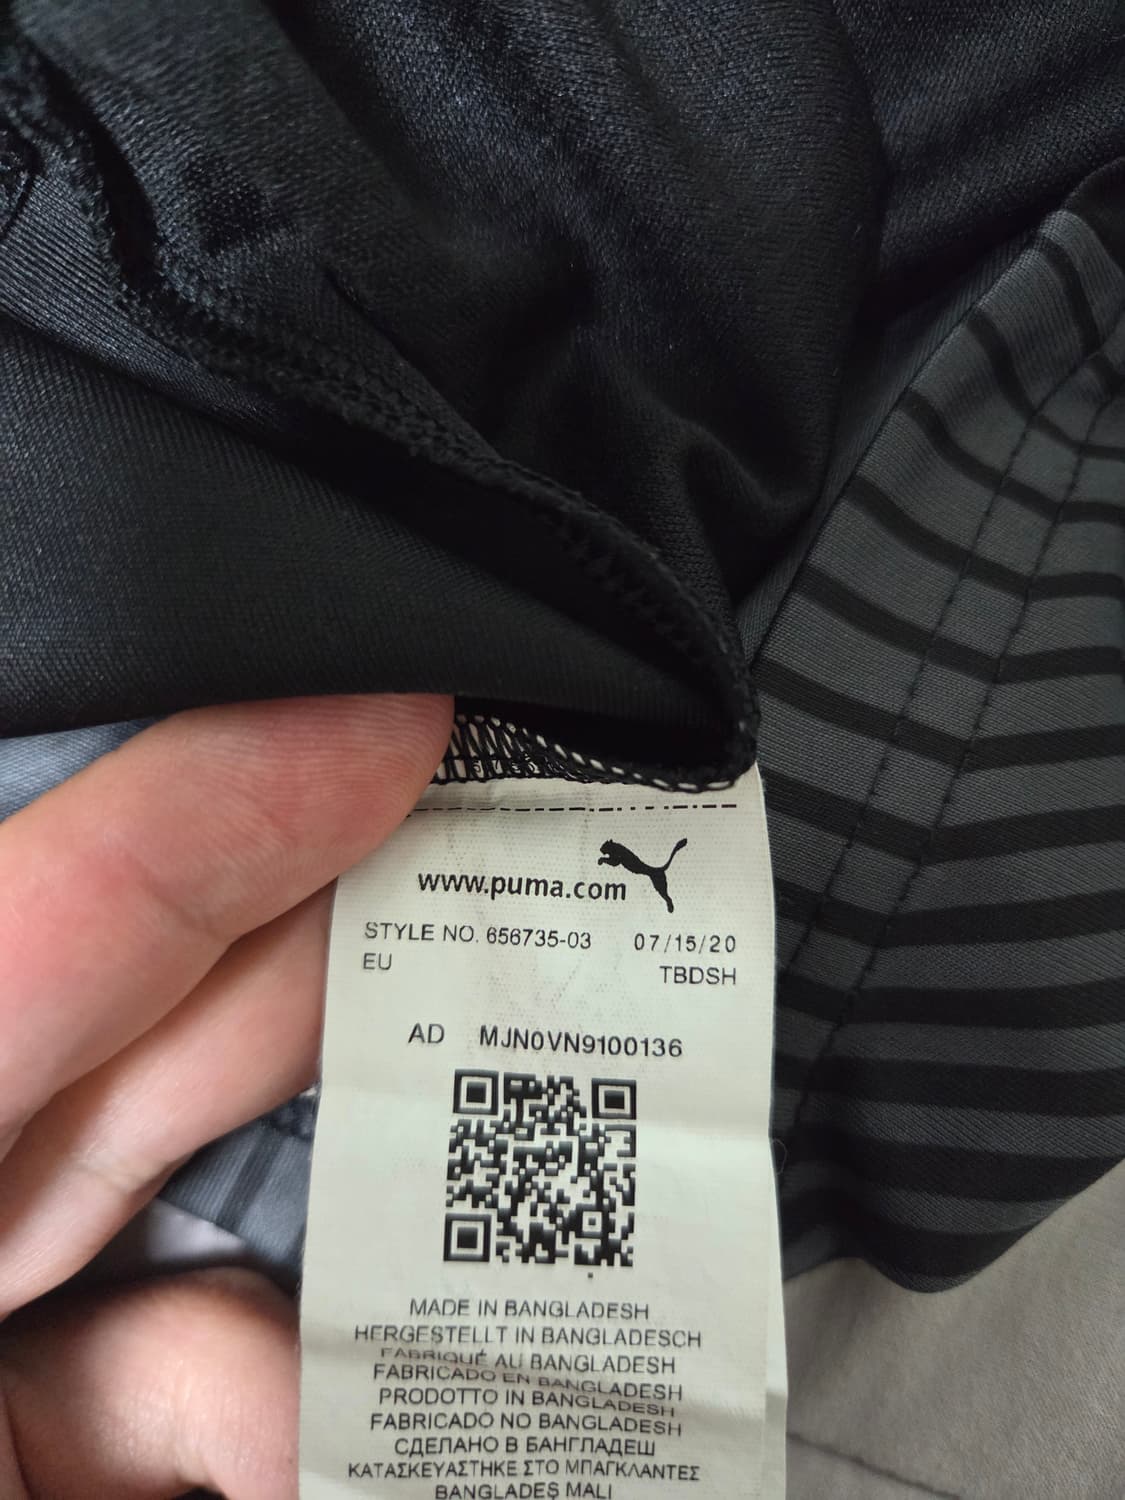 www.puma.com
STYLE NO. 656735-03 07/15/20
EU TBDSH
AD MJN0VN9100136
MADE IN BANGLADESH
HERGESTELLT IN BANGLADESCH
FABRIQUÉ AU BANGLADESH
FABRICADO EN BANGLADESH
PRODOTTO IN BANGLADESH
FABRICADO NO BANGLADESH
СДЕЛАНО В БАНГЛАДЕШ
ΚΑΤΑΣΚΕΥΑΣΤΗΚΕ ΣΤΟ ΜΠΑΓΚΛΑΝΤΕΣ
BANGLADEŞ MALI